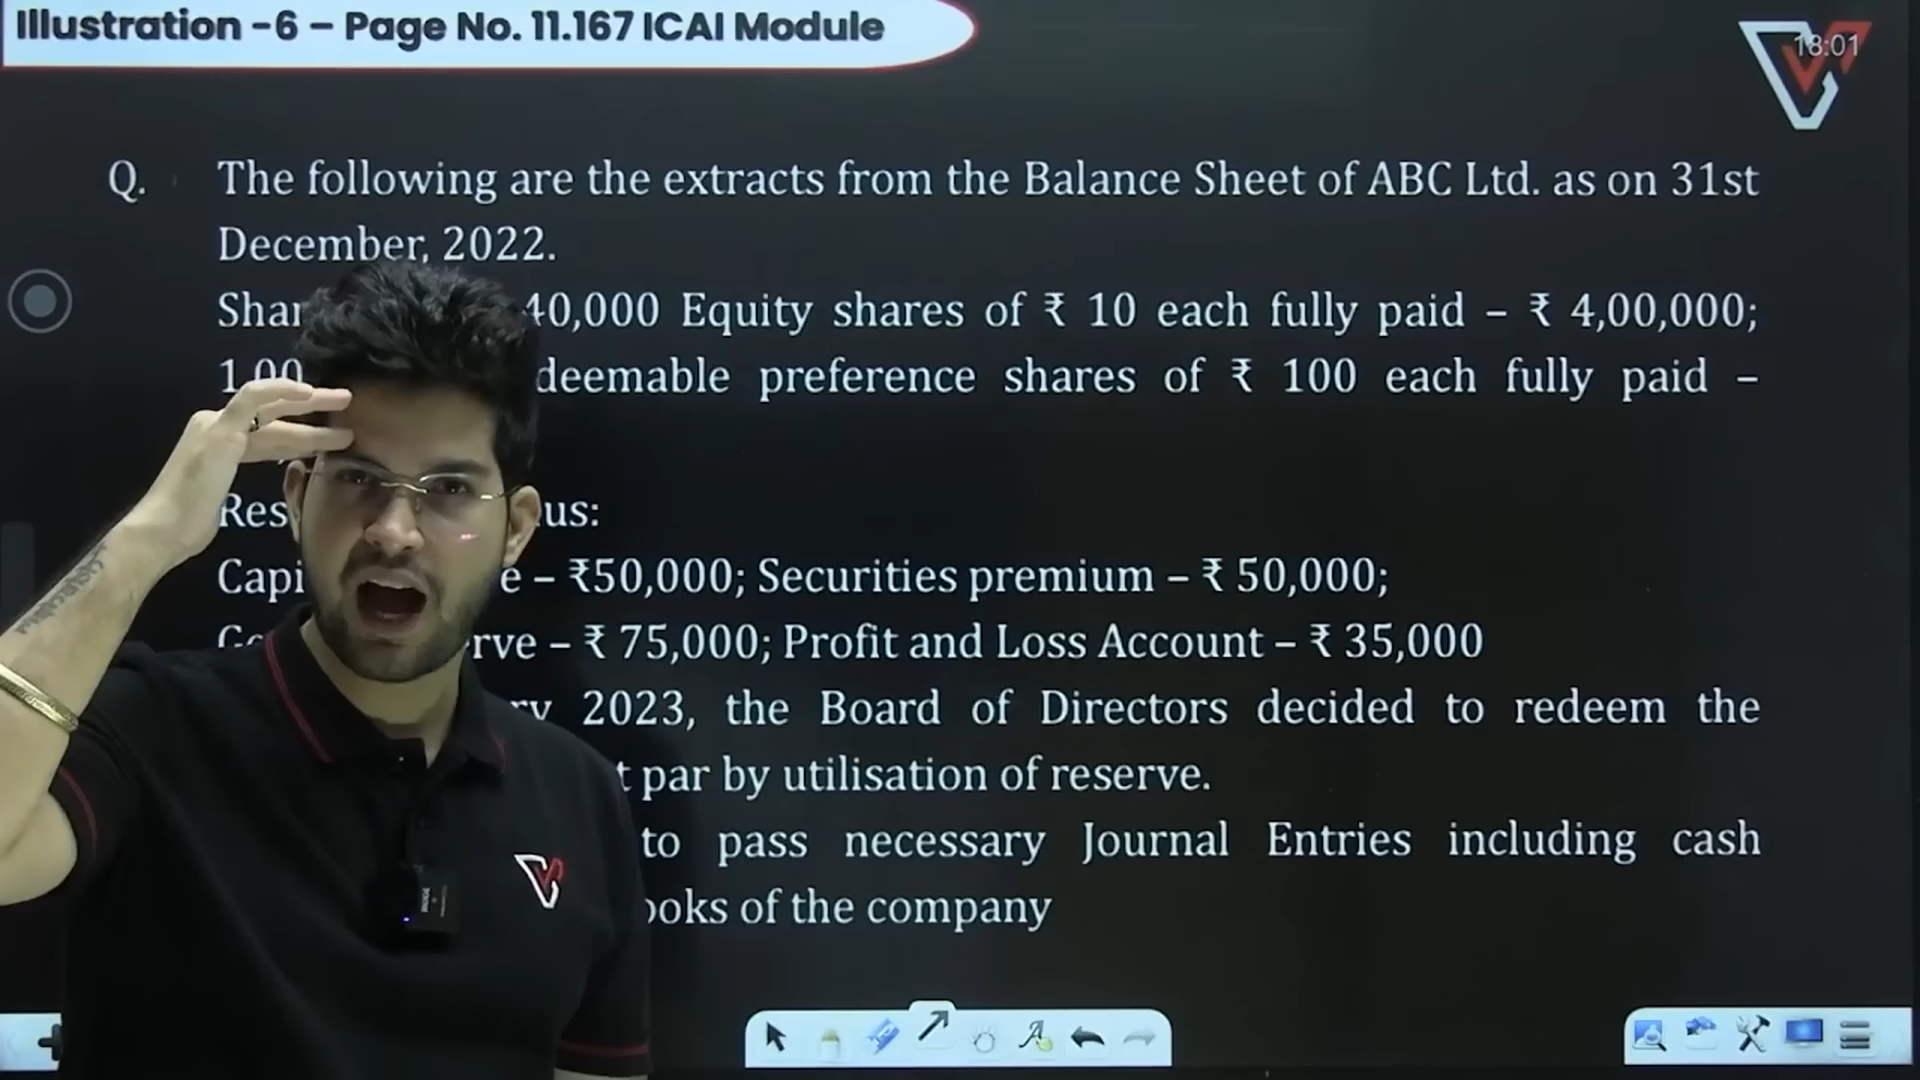 Illustration -6 – Page No. 11.167 ICAI Module
18:01
Q. The following are the extracts from the Balance Sheet of ABC Ltd. as on 31st
December, 2022.
Shar 40,000 Equity shares of ₹ 10 each fully paid – ₹ 4,00,000;
1,00 deemable preference shares of ₹ 100 each fully paid –
Res us:
Capi e – ₹50,000; Securities premium – ₹ 50,000;
rve – ₹ 75,000; Profit and Loss Account – ₹ 35,000
ry 2023, the Board of Directors decided to redeem the
t par by utilisation of reserve.
to pass necessary Journal Entries including cash
ooks of the company